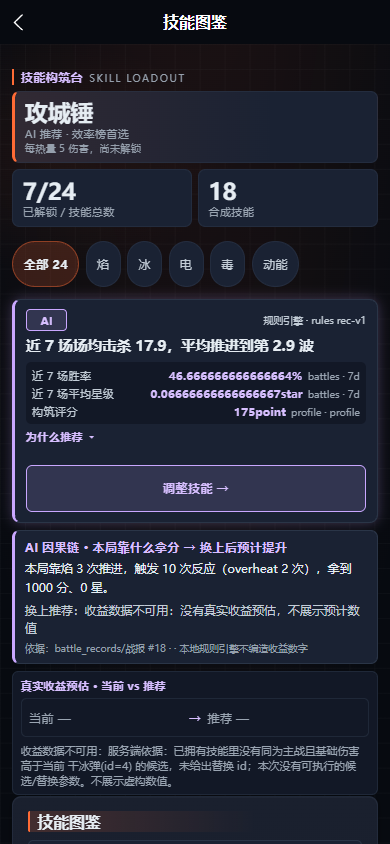 技能图鉴
技能构筑台 SKILL LOADOUT
攻城锤
AI 推荐 · 效率榜首选
每热量 5 伤害，尚未解锁
7/24
已解锁 / 技能总数
18
合成技能
全部 24
焰
冰
电
毒
动能
AI
规则引擎 · rules rec-v1
近 7 场场均击杀 17.9，平均推进到第 2.9 波
近 7 场胜率 46.666666666666664% battles · 7d
近 7 场平均星级 0.06666666666666667star battles · 7d
构筑评分 175point profile · profile
为什么推荐
调整技能 →
AI 因果链 · 本局靠什么拿分 → 换上后预计提升
本局靠焰 3 次推进，触发 10 次反应（overheat 2 次），拿到
1000 分、0 星。
换上推荐：收益数据不可用：没有真实收益预估，不展示预计数
值
依据：battle_records/战报 #18 · · 本地规则引擎不编造收益数字
真实收益预估 · 当前 vs 推荐
当前 — → 推荐 —
收益数据不可用：服务端依据：已拥有技能里没有同为主战且基础伤害
高于当前 干冰弹(id=4) 的候选，未给出替换 id；本次没有可执行的候
选/替换参数。不展示虚构数值。
技能图鉴